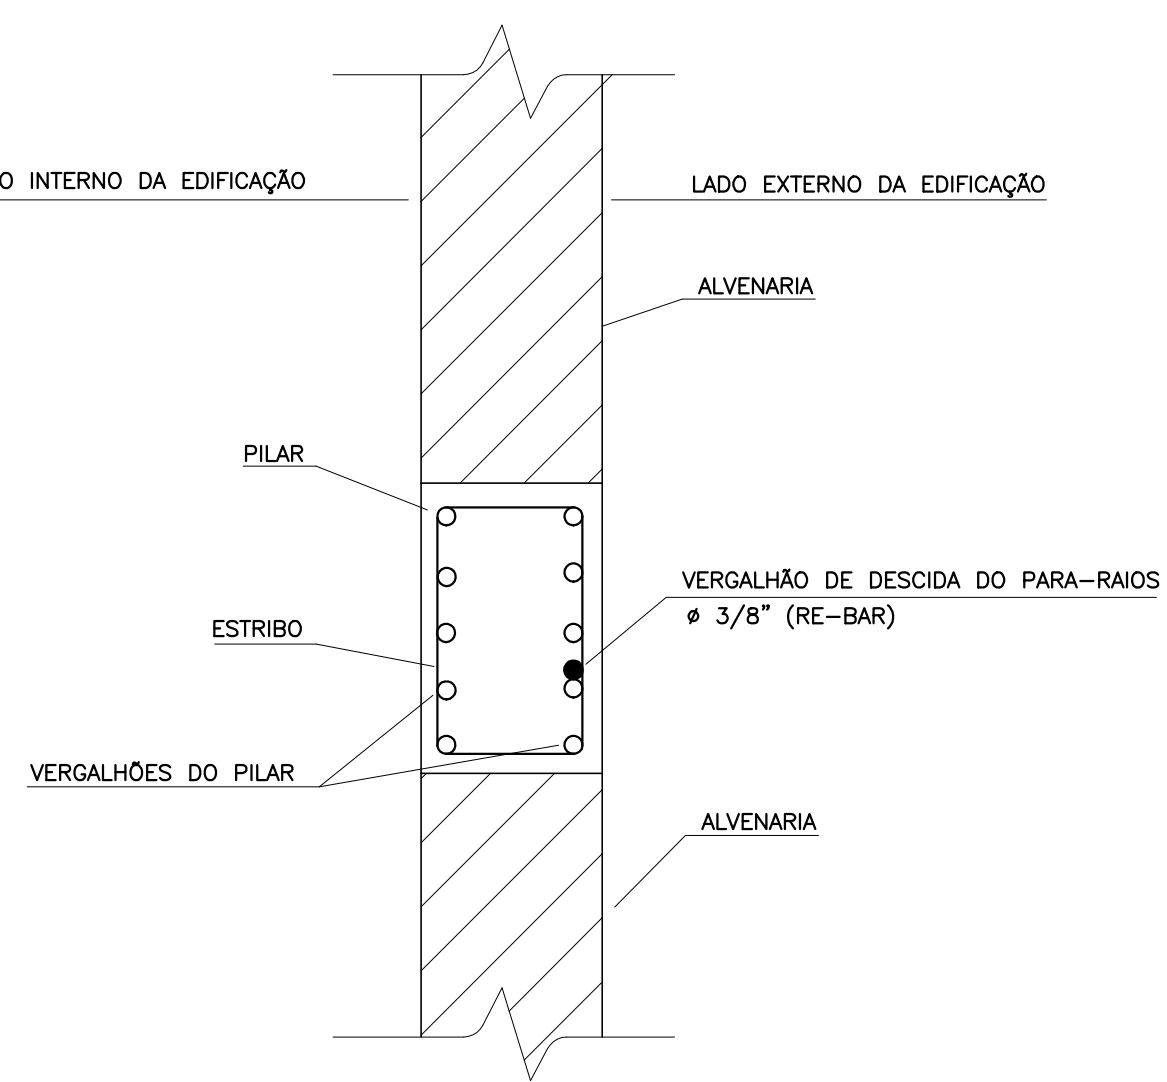 O INTERNO DA EDIFICAÇÃO
LADO EXTERNO DA EDIFICAÇÃO
ALVENARIA
PILAR
VERGALHÃO DE DESCIDA DO PARA-RAIOS
ø 3/8" (RE-BAR)
ESTRIBO
VERGALHÕES DO PILAR
ALVENARIA